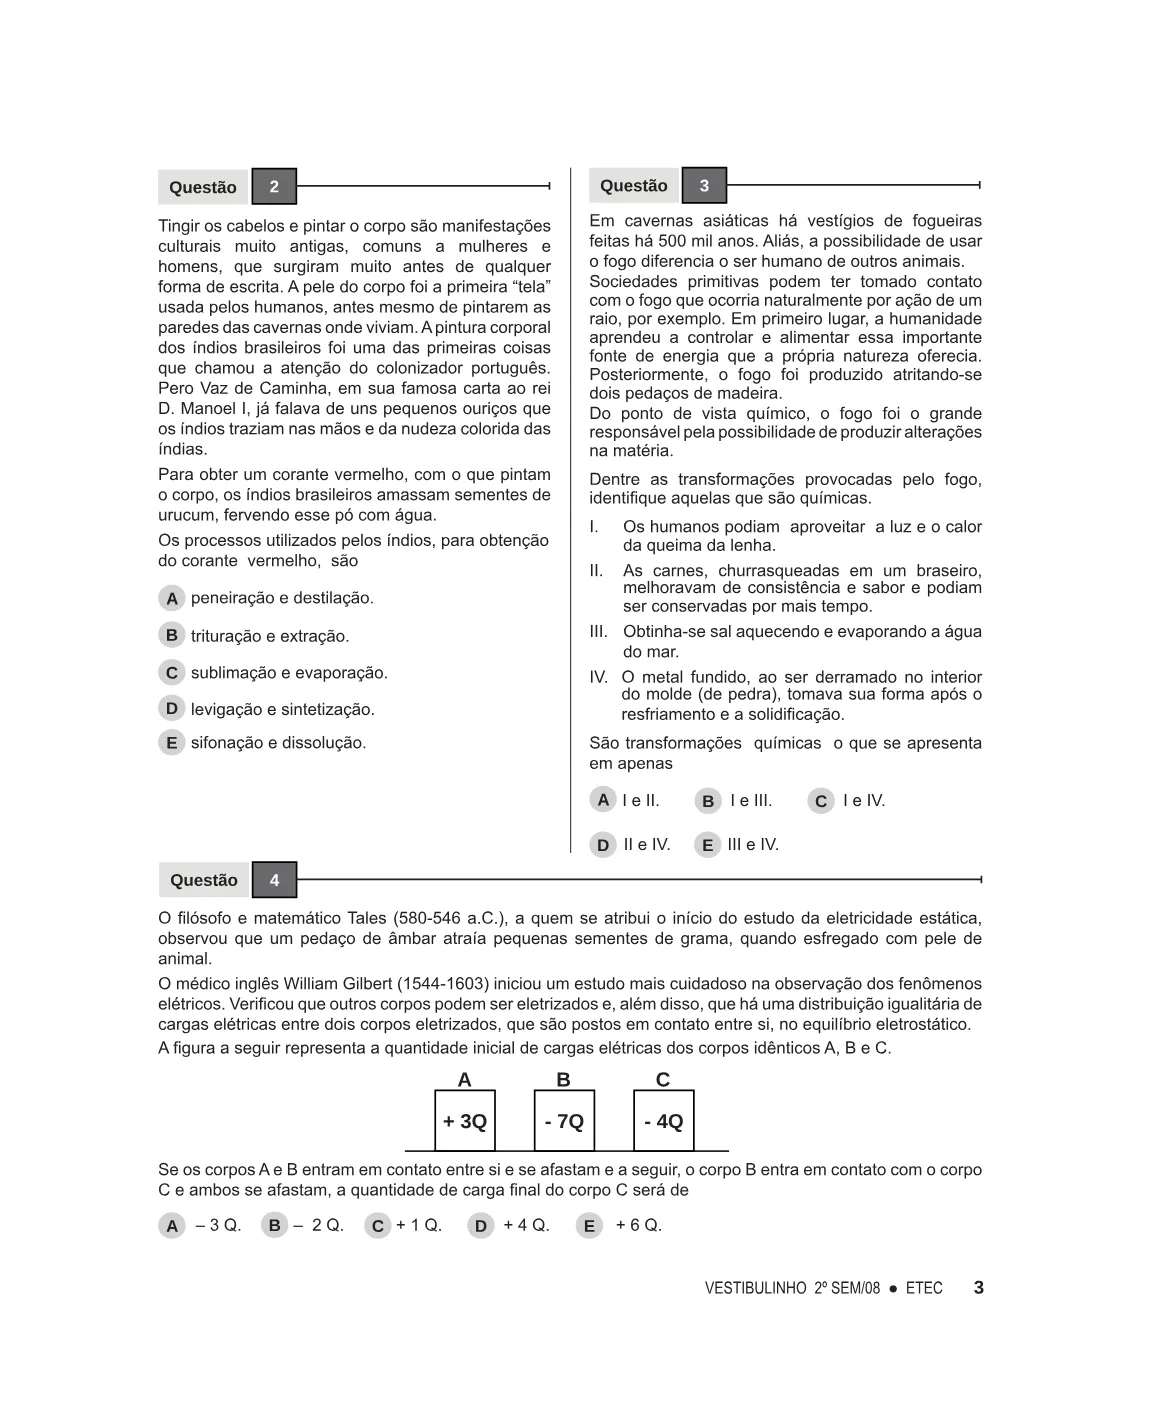 Questão 2
Tingir os cabelos e pintar o corpo são manifestações
culturais muito antigas, comuns a mulheres e
homens, que surgiram muito antes de qualquer
forma de escrita. A pele do corpo foi a primeira “tela”
usada pelos humanos, antes mesmo de pintarem as
paredes das cavernas onde viviam. A pintura corporal
dos índios brasileiros foi uma das primeiras coisas
que chamou a atenção do colonizador português.
Pero Vaz de Caminha, em sua famosa carta ao rei
D. Manoel I, já falava de uns pequenos ouriços que
os índios traziam nas mãos e da nudeza colorida das
índias.
Para obter um corante vermelho, com o que pintam
o corpo, os índios brasileiros amassam sementes de
urucum, fervendo esse pó com água.
Os processos utilizados pelos índios, para obtenção
do corante vermelho, são
A peneiração e destilação.
B trituração e extração.
C sublimação e evaporação.
D levigação e sintetização.
E sifonação e dissolução.
Questão 3
Em cavernas asiáticas há vestígios de fogueiras
feitas há 500 mil anos. Aliás, a possibilidade de usar
o fogo diferencia o ser humano de outros animais.
Sociedades primitivas podem ter tomado contato
com o fogo que ocorria naturalmente por ação de um
raio, por exemplo. Em primeiro lugar, a humanidade
aprendeu a controlar e alimentar essa importante
fonte de energia que a própria natureza oferecia.
Posteriormente, o fogo foi produzido atritando-se
dois pedaços de madeira.
Do ponto de vista químico, o fogo foi o grande
responsável pela possibilidade de produzir alterações
na matéria.
Dentre as transformações provocadas pelo fogo,
identifique aquelas que são químicas.
I. Os humanos podiam aproveitar a luz e o calor
da queima da lenha.
II. As carnes, churrasqueadas em um braseiro,
melhoravam de consistência e sabor e podiam
ser conservadas por mais tempo.
III. Obtinha-se sal aquecendo e evaporando a água
do mar.
IV. O metal fundido, ao ser derramado no interior
do molde (de pedra), tomava sua forma após o
resfriamento e a solidificação.
São transformações químicas o que se apresenta
em apenas
A I e II. B I e III. C I e IV.
D II e IV. E III e IV.
Questão 4
O filósofo e matemático Tales (580-546 a.C.), a quem se atribui o início do estudo da eletricidade estática,
observou que um pedaço de âmbar atraía pequenas sementes de grama, quando esfregado com pele de
animal.
O médico inglês William Gilbert (1544-1603) iniciou um estudo mais cuidadoso na observação dos fenômenos
elétricos. Verificou que outros corpos podem ser eletrizados e, além disso, que há uma distribuição igualitária de
cargas elétricas entre dois corpos eletrizados, que são postos em contato entre si, no equilíbrio eletrostático.
A figura a seguir representa a quantidade inicial de cargas elétricas dos corpos idênticos A, B e C.
A B C
+ 3Q - 7Q - 4Q
Se os corpos A e B entram em contato entre si e se afastam e a seguir, o corpo B entra em contato com o corpo
C e ambos se afastam, a quantidade de carga final do corpo C será de
A – 3 Q. B – 2 Q. C + 1 Q. D + 4 Q. E + 6 Q.
VESTIBULINHO 2º SEM/08 ● ETEC 3